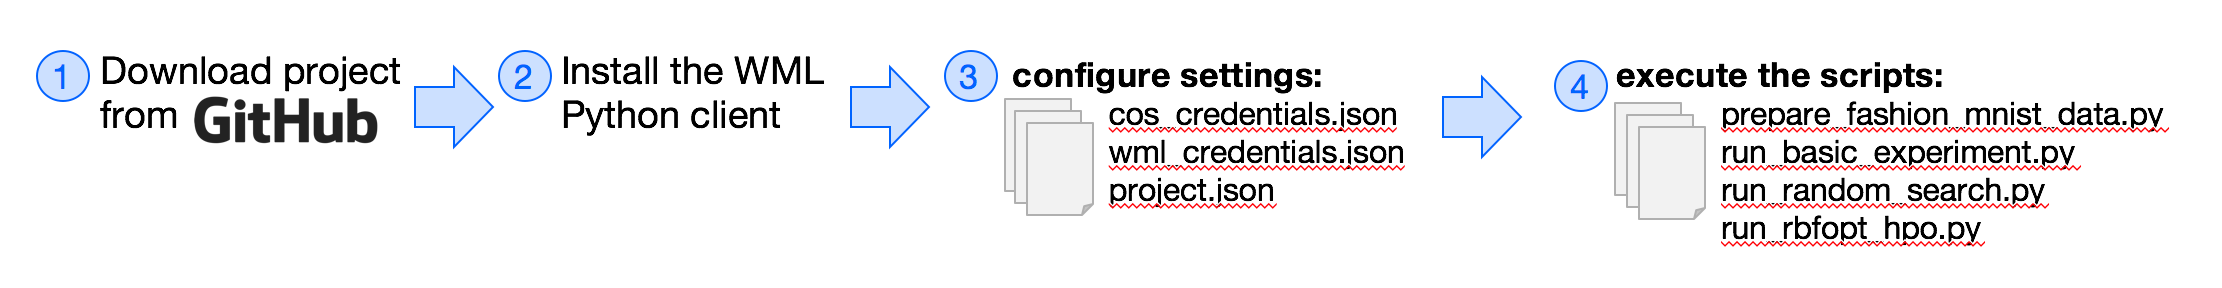 1 Download project
from GitHub
2 Install the WML
Python client
3 configure settings:
cos_credentials.json
wml_credentials.json
project.json
4 execute the scripts:
prepare_fashion_mnist_data.py
run_basic_experiment.py
run_random_search.py
run_rbfopt_hpo.py